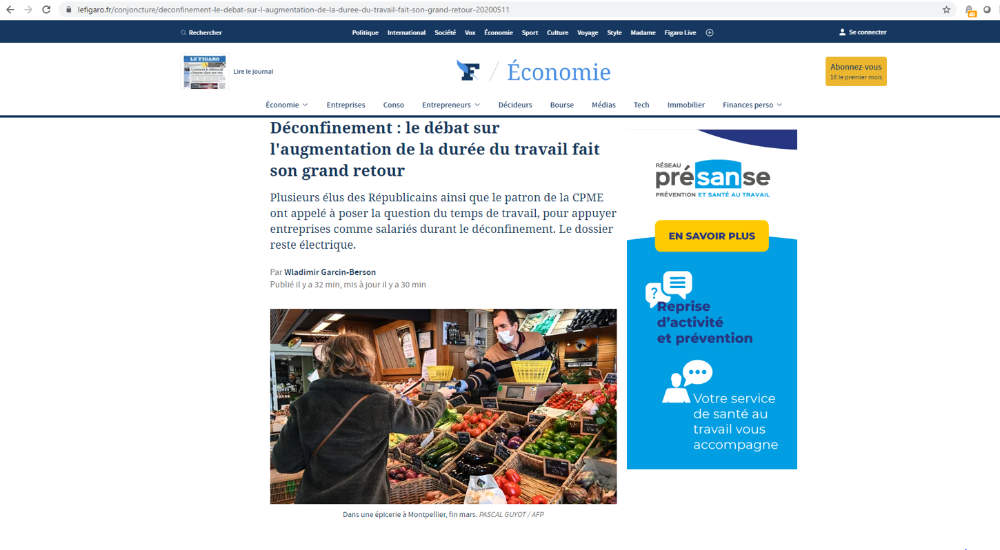 lefigaro.fr/conjoncture/deconfinement-le-debat-sur-l-augmentation-de-la-duree-du-travail-fait-son-grand-retour-20200511
40
Rechercher
Politique International Société Vox Économie Sport Culture Voyage Style Madame Figaro Live
Se connecter
LE FIGARO
Lire le journal
F / Économie
Abonnez-vous
1€ le premier mois
Économie Entreprises Conso Entrepreneurs Décideurs Bourse Médias Tech Immobilier Finances perso
Déconfinement : le débat sur
l'augmentation de la durée du travail fait
son grand retour
Plusieurs élus des Républicains ainsi que le patron de la CPME
ont appelé à poser la question du temps de travail, pour appuyer
entreprises comme salariés durant le déconfinement. Le dossier
reste électrique.
Par Wladimir Garcin-Berson
Publié il y a 32 min, mis à jour il y a 30 min
Dans une épicerie à Montpellier, fin mars. PASCAL GUYOT / AFP
RÉSEAU
présanse
PRÉVENTION ET SANTÉ AU TRAVAIL
EN SAVOIR PLUS
?
Reprise
d'activité
et prévention
Votre service
de santé au
travail vous
accompagne